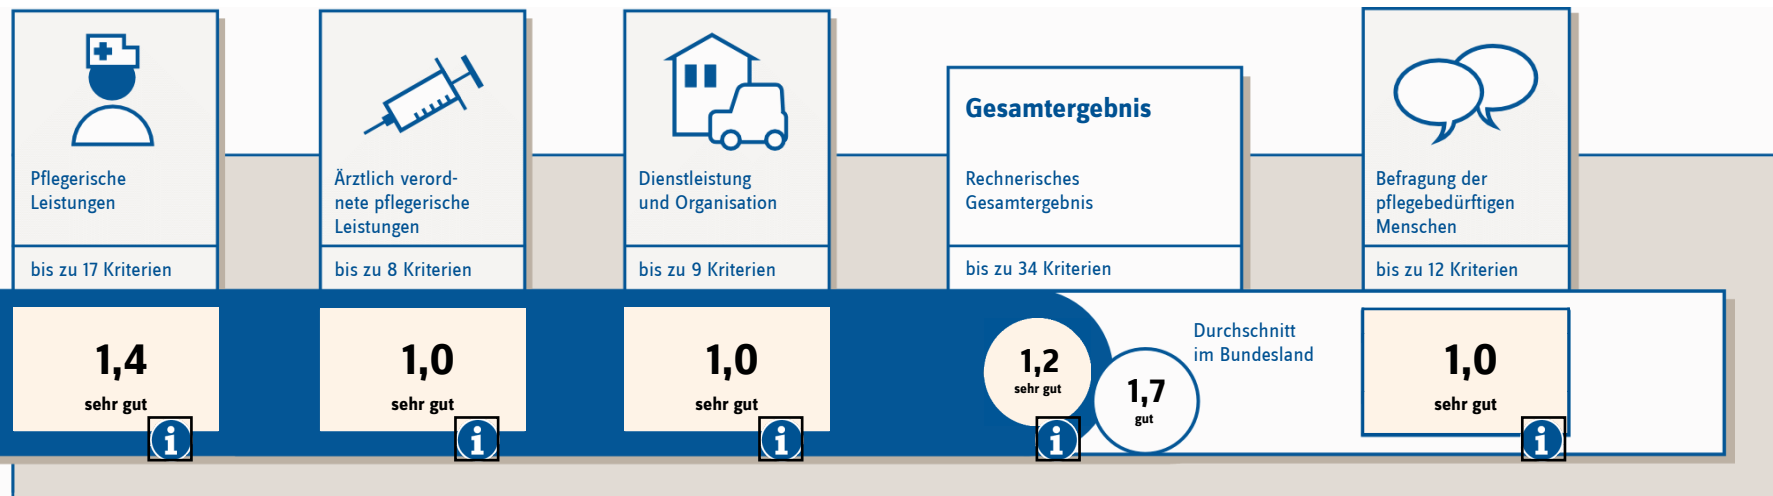 Pflegerische
Leistungen
bis zu 17 Kriterien
1,4
sehr gut
Ärztlich verord-
nete pflegerische
Leistungen
bis zu 8 Kriterien
1,0
sehr gut
Dienstleistung
und Organisation
bis zu 9 Kriterien
1,0
sehr gut
Gesamtergebnis
Rechnerisches
Gesamtergebnis
bis zu 34 Kriterien
1,2
sehr gut
1,7
gut
Durchschnitt
im Bundesland
Befragung der
pflegebedürftigen
Menschen
bis zu 12 Kriterien
1,0
sehr gut